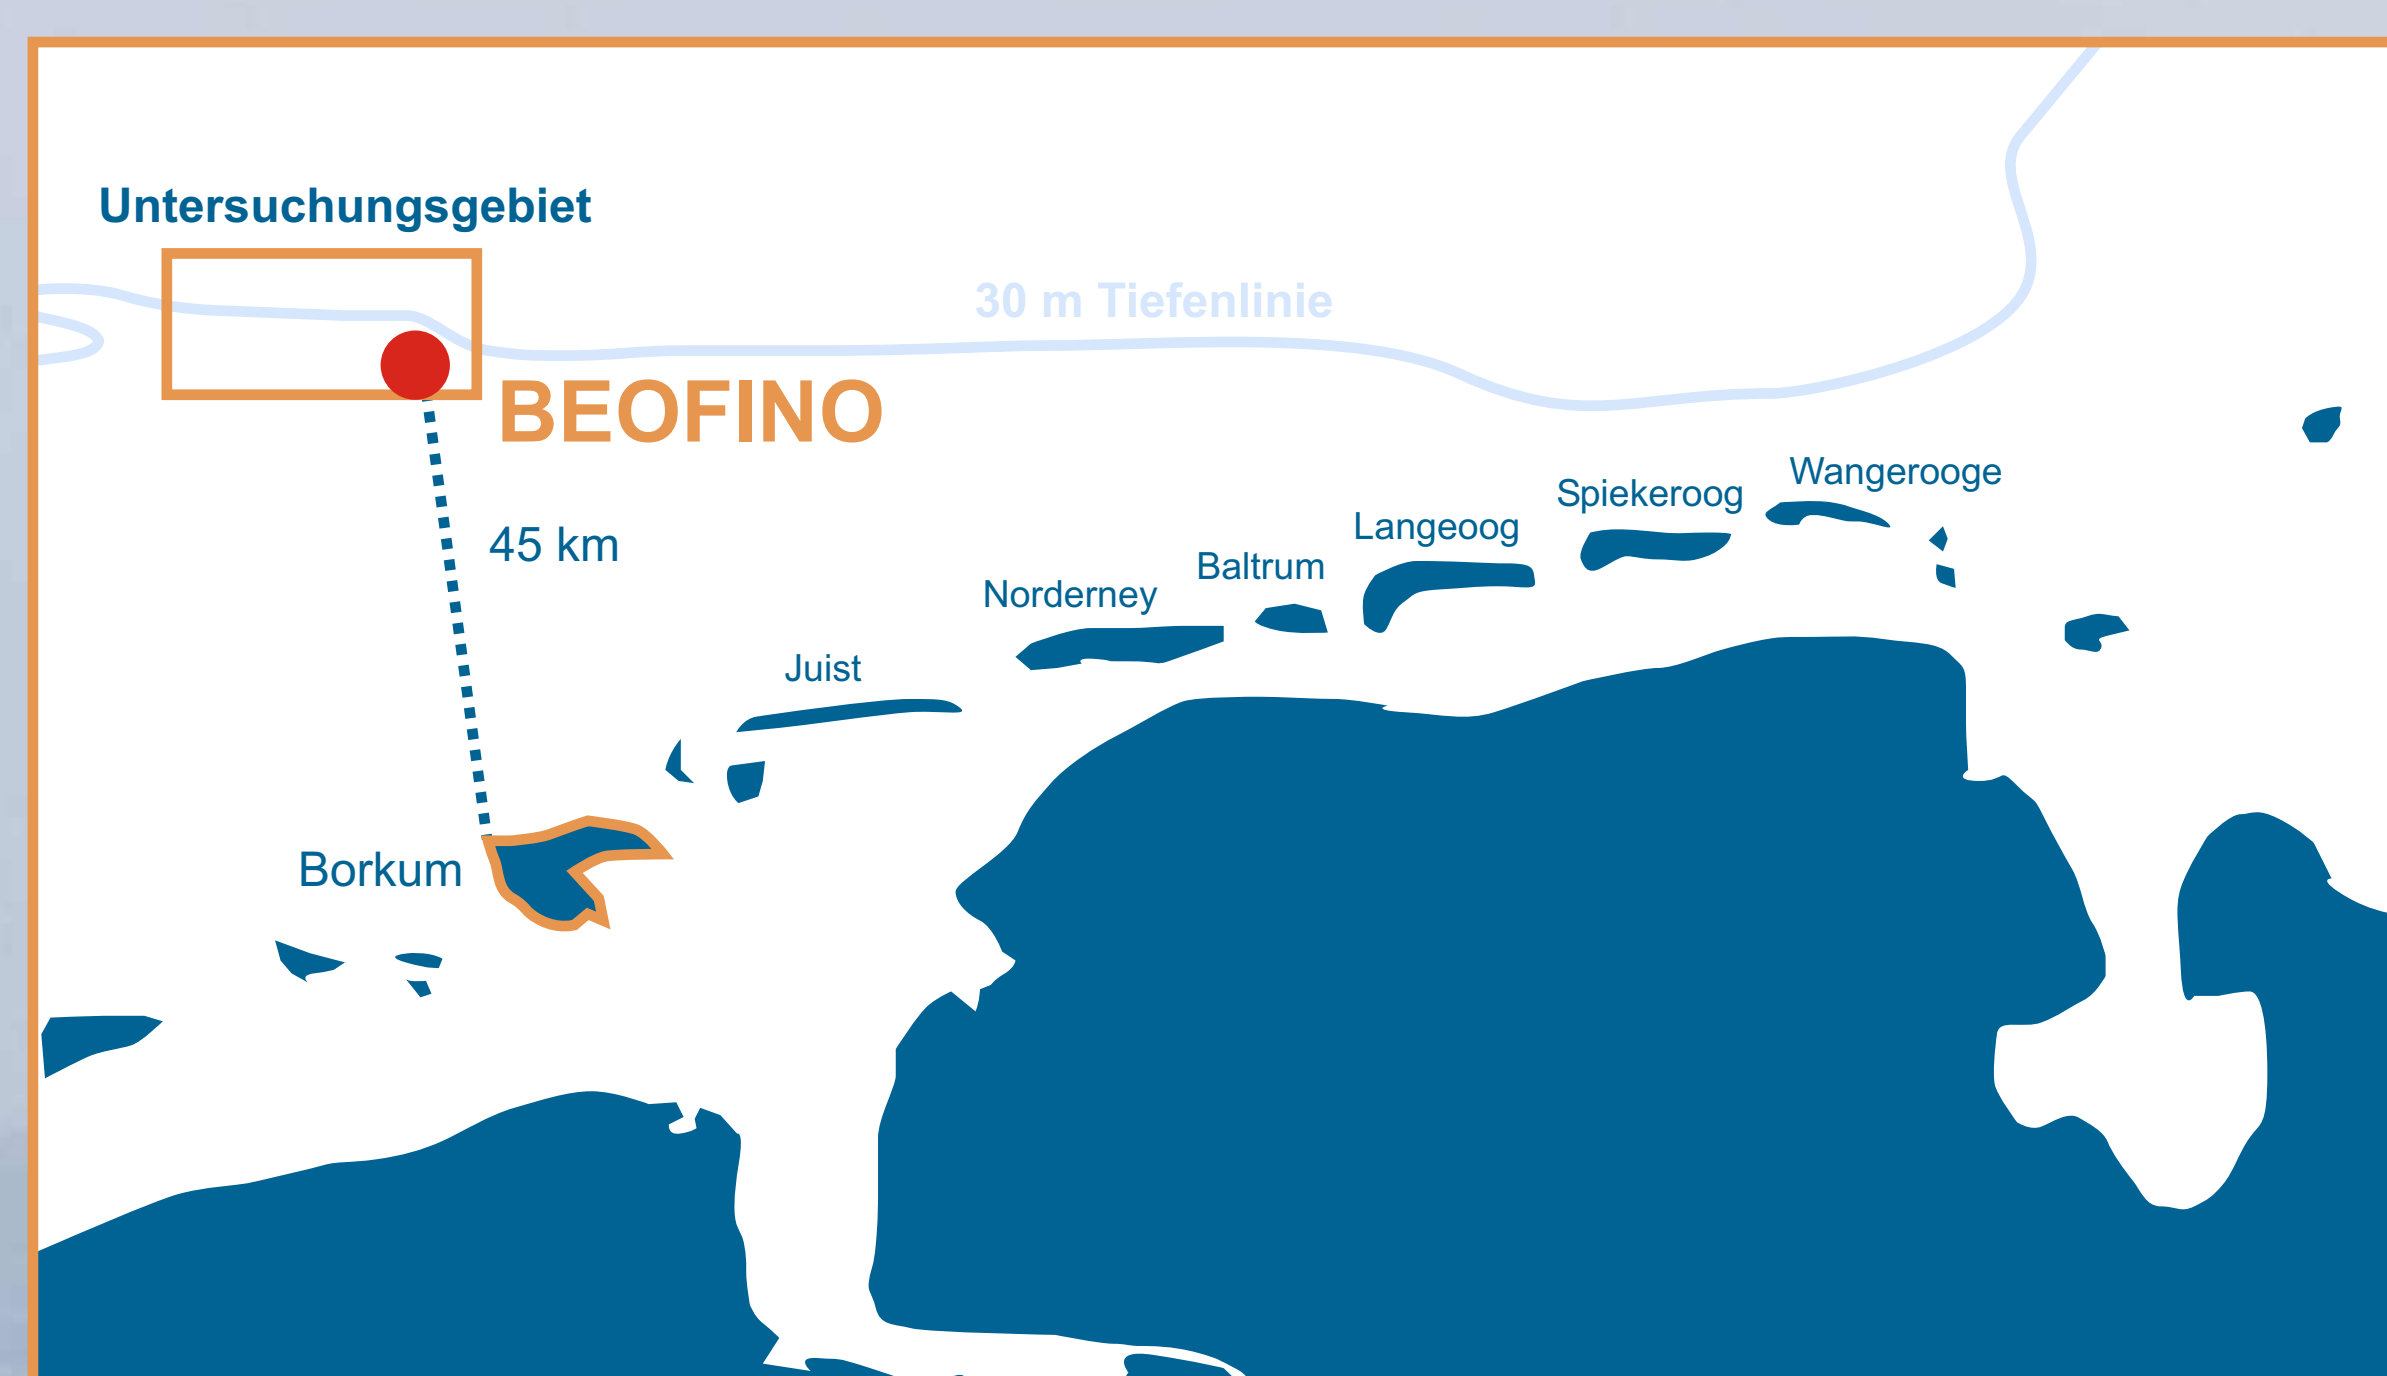 Untersuchungsgebiet
30 m Tiefenlinie
BEOFINO
45 km
Wangerooge
Spiekeroog
Langeoog
Baltrum
Norderney
Juist
Borkum